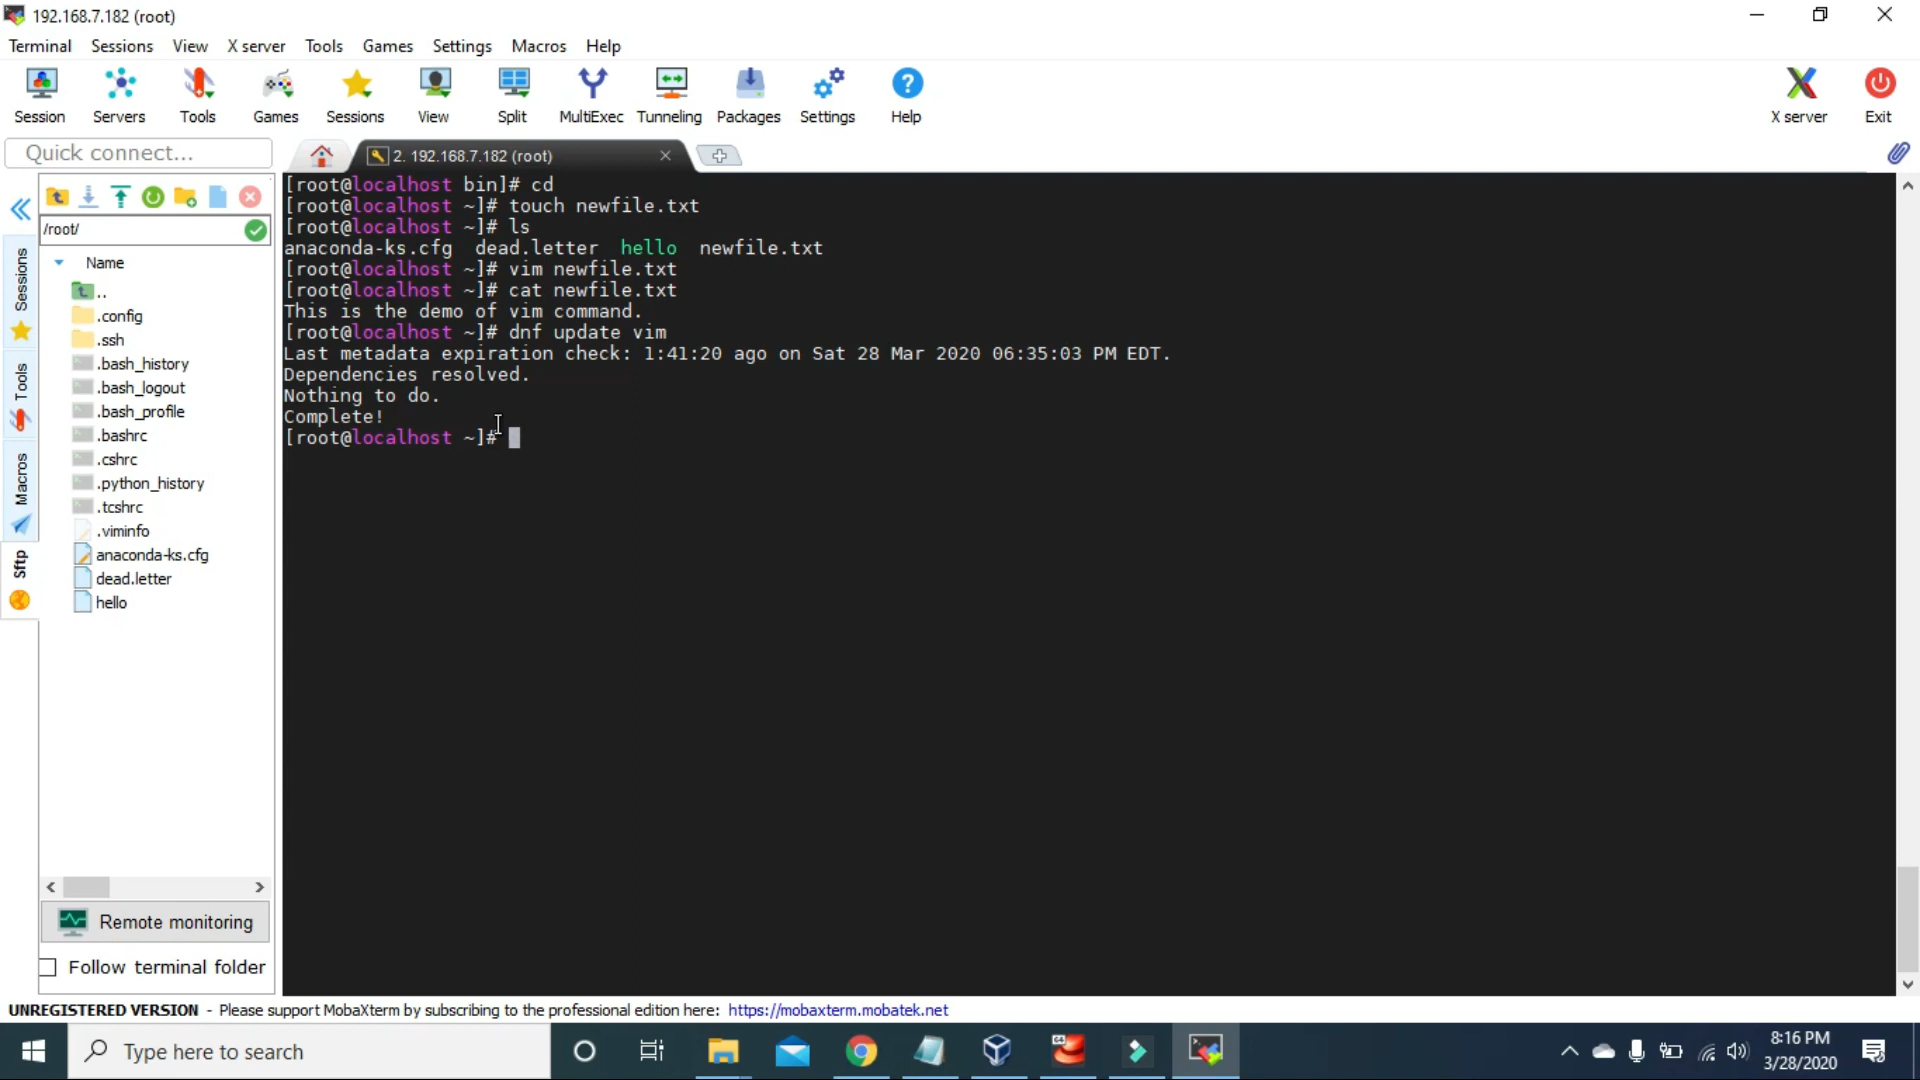 192.168.7.182 (root)
Terminal Sessions View X server Tools Games Settings Macros Help
Session Servers Tools Games Sessions View Split MultiExec Tunneling Packages Settings Help X server Exit
Quick connect...
2. 192.168.7.182 (root)
/root/
Name
..
.config
.ssh
.bash_history
.bash_logout
.bash_profile
.bashrc
.cshrc
.python_history
.tcshrc
.viminfo
anaconda-ks.cfg
dead.letter
hello
Sessions
Tools
Macros
Sftp
Remote monitoring
Follow terminal folder
[root@localhost bin]# cd
[root@localhost ~]# touch newfile.txt
[root@localhost ~]# ls
anaconda-ks.cfg dead.letter hello newfile.txt
[root@localhost ~]# vim newfile.txt
[root@localhost ~]# cat newfile.txt
This is the demo of vim command.
[root@localhost ~]# dnf update vim
Last metadata expiration check: 1:41:20 ago on Sat 28 Mar 2020 06:35:03 PM EDT.
Dependencies resolved.
Nothing to do.
Complete!
[root@localhost ~]#
UNREGISTERED VERSION - Please support MobaXterm by subscribing to the professional edition here: https://mobaxterm.mobatek.net
Type here to search
8:16 PM
3/28/2020